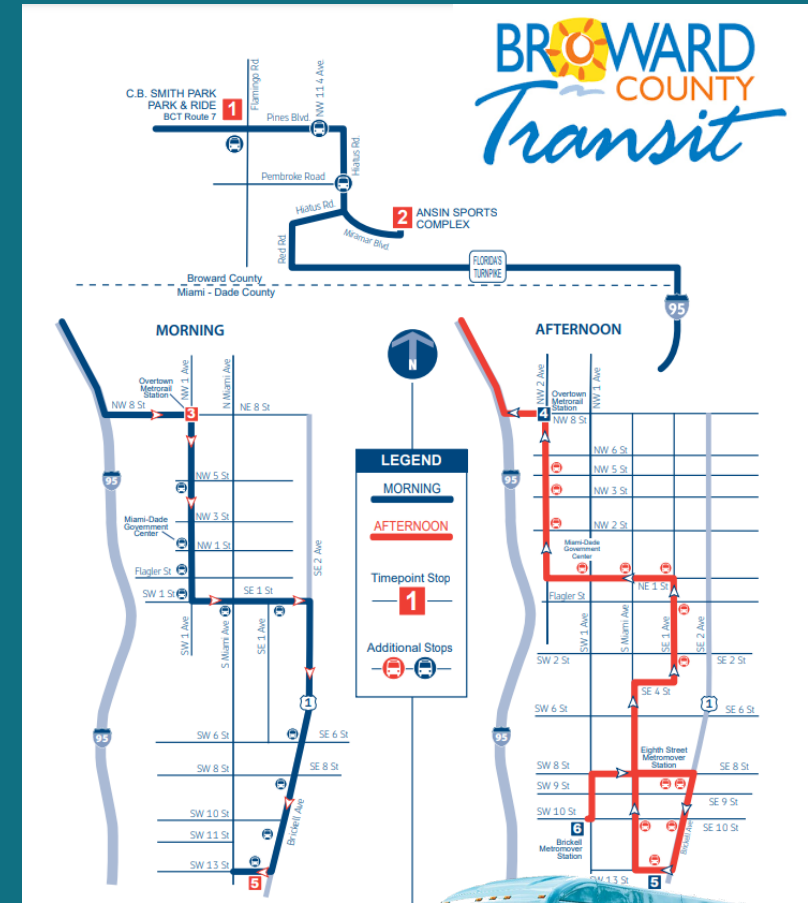 BROWARD
COUNTY
Transit
C.B. SMITH PARK
PARK & RIDE
BCT Route 7
1
Flamingo Rd.
Pines Blvd.
NW 114 Ave.
Hiatus Rd.
Pembroke Road
Hiatus Rd.
Miramar Blvd.
2
ANSIN SPORTS
COMPLEX
Red Rd.
FLORIDA'S
TURNPIKE
Broward County
Miami - Dade County
95
MORNING
Overtown
Metrorail
Station
NW 1 Ave
N Miami Ave
NW 8 St
3
NE 8 St
95
NW 5 St
NW 3 St
Miami-Dade
Government
Center
NW 1 St
Flagler St
SW 1 St
SE 1 St
SE 2 Ave
SW 1 Ave
S Miami Ave
SE 1 Ave
1
95
SW 6 St
SE 6 St
SW 8 St
SE 8 St
SW 10 St
SW 11 St
Brickell Ave
SW 13 St
5
N
LEGEND
MORNING
AFTERNOON
Timepoint Stop
1
Additional Stops
AFTERNOON
NW 2 Ave
NW 1 Ave
Overtown
Metrorail
Station
4
NW 8 St
95
NW 6 St
NW 5 St
NW 3 St
NW 2 St
Miami-Dade
Government
Center
NE 1 St
Flagler St
SW 1 Ave
S Miami Ave
SE 1 Ave
SE 2 Ave
SW 2 St
SE 2 St
SE 4 St
1
SW 6 St
SE 6 St
95
Eighth Street
Metromover
Station
SW 8 St
SE 8 St
SW 9 St
SE 9 St
SW 10 St
SE 10 St
6
Brickell
Metromover
Station
Brickell Ave
SW 13 St
5